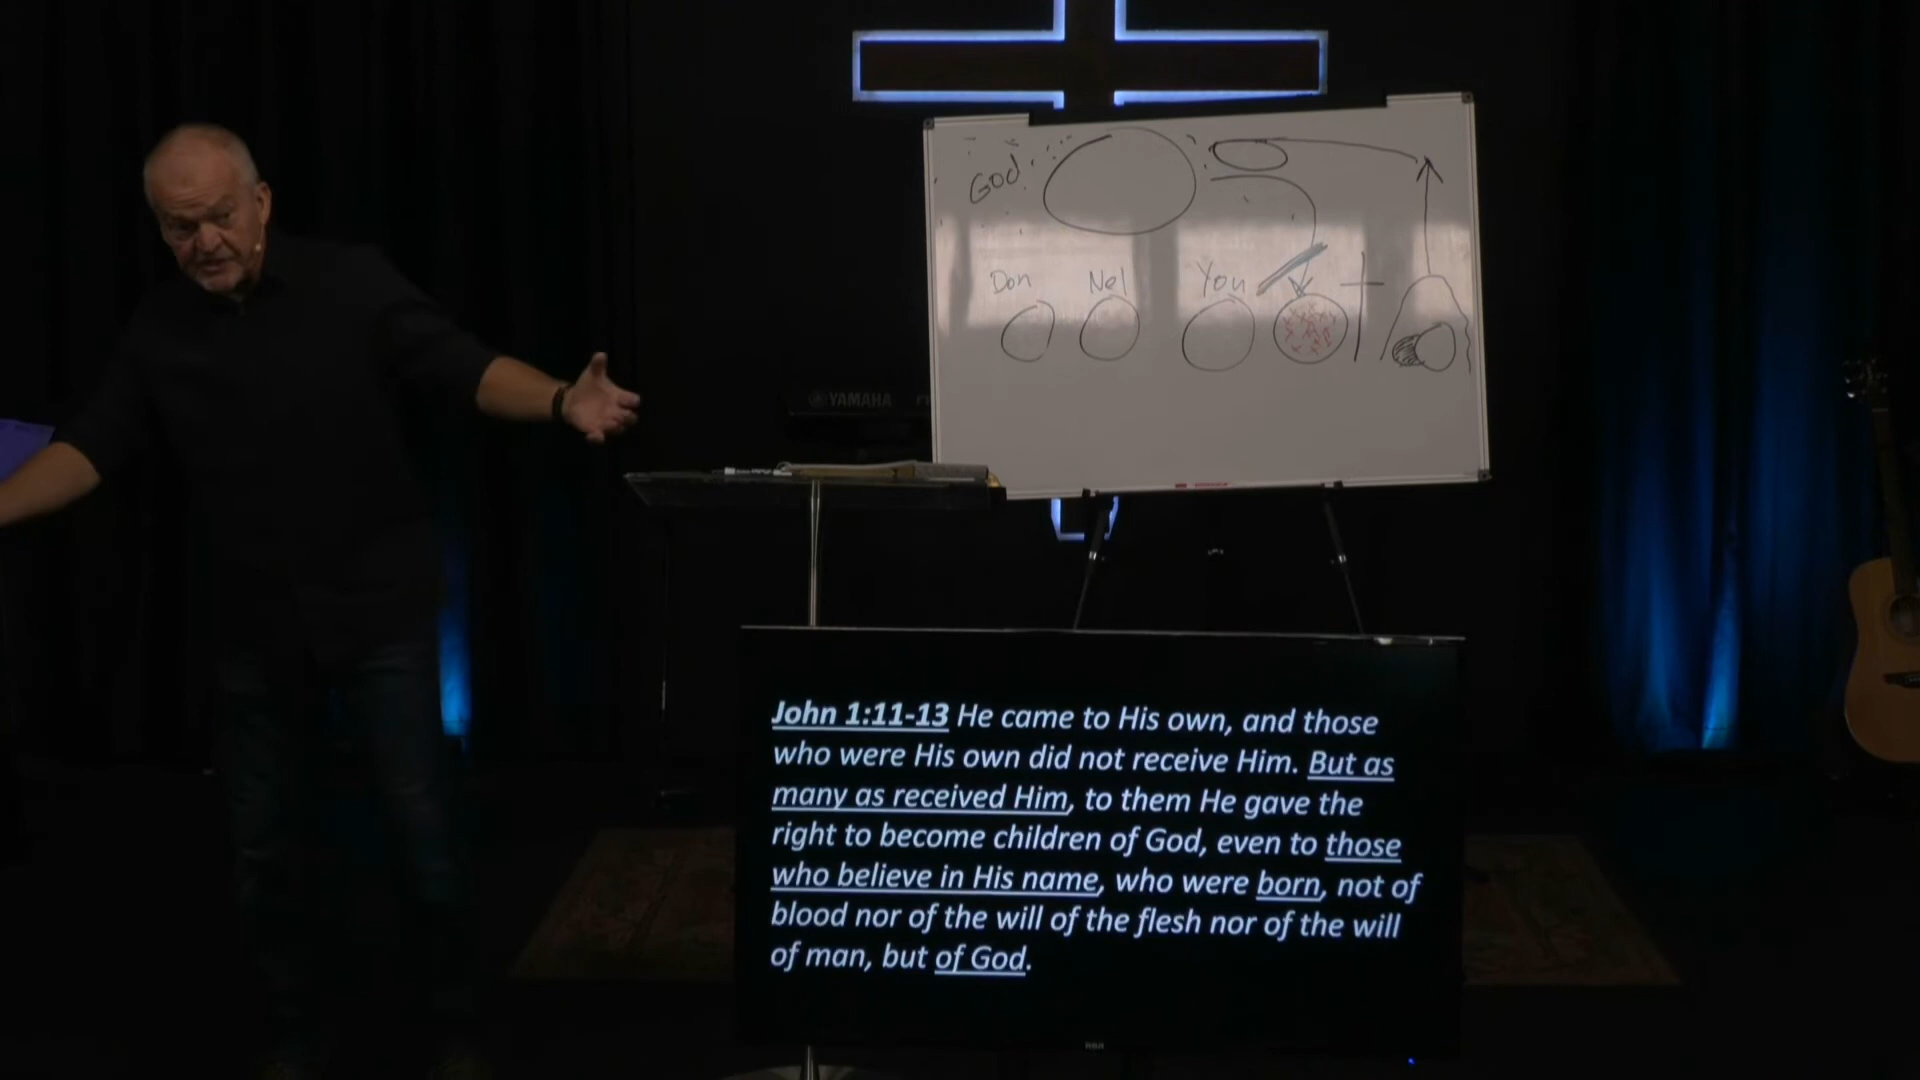 God
Don Nel You
YAMAHA
John 1:11-13 He came to His own, and those
who were His own did not receive Him. But as
many as received Him, to them He gave the
right to become children of God, even to those
who believe in His name, who were born, not of
blood nor of the will of the flesh nor of the will
of man, but of God.
RCA